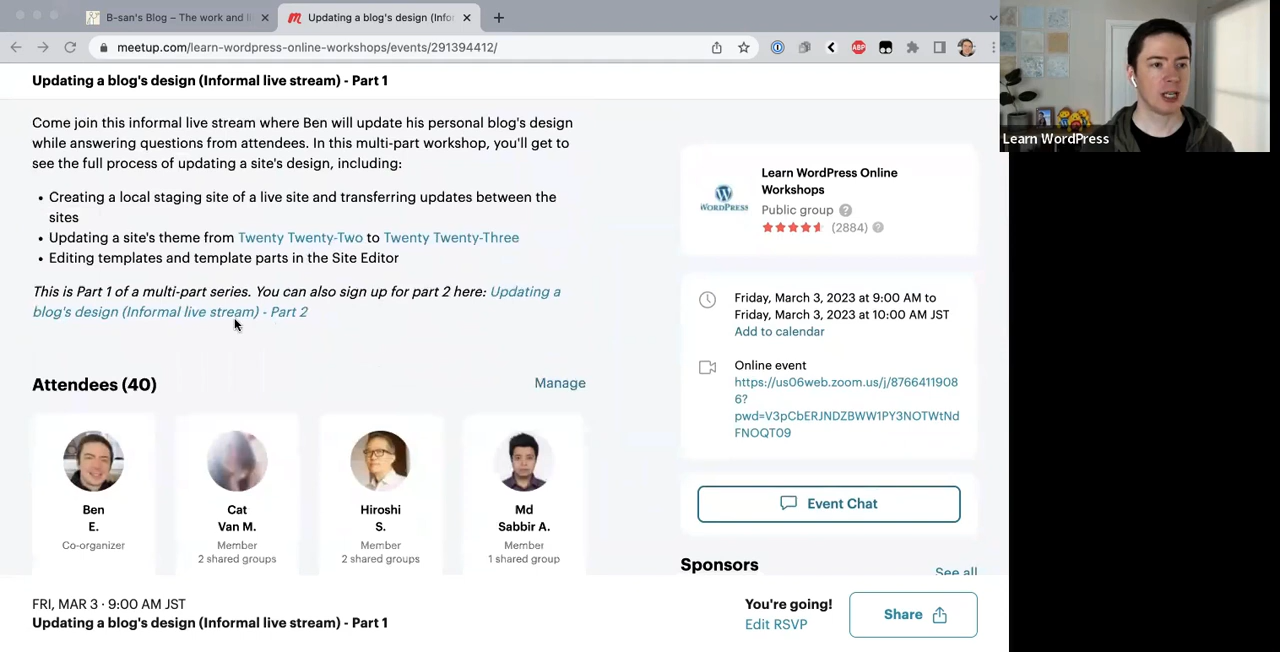 B-san's Blog – The work and li
Updating a blog's design (Info
meetup.com/learn-wordpress-online-workshops/events/291394412/
ABP
Learn WordPress
Updating a blog's design (Informal live stream) - Part 1
Come join this informal live stream where Ben will update his personal blog's design
while answering questions from attendees. In this multi-part workshop, you'll get to
see the full process of updating a site's design, including:
• Creating a local staging site of a live site and transferring updates between the
sites
• Updating a site's theme from Twenty Twenty-Two to Twenty Twenty-Three
• Editing templates and template parts in the Site Editor
This is Part 1 of a multi-part series. You can also sign up for part 2 here: Updating a
blog's design (Informal live stream) - Part 2
Attendees (40)
Manage
Ben
E.
Co-organizer
Cat
Van M.
Member
2 shared groups
Hiroshi
S.
Member
2 shared groups
Md
Sabbir A.
Member
1 shared group
WORDPRESS
Learn WordPress Online
Workshops
Public group
(2884)
Friday, March 3, 2023 at 9:00 AM to
Friday, March 3, 2023 at 10:00 AM JST
Add to calendar
Online event
https://us06web.zoom.us/j/8766411908
6?
pwd=V3pCbERJNDZBWW1PY3NOTWtNd
FNOQT09
Event Chat
Sponsors
See all
FRI, MAR 3 · 9:00 AM JST
Updating a blog's design (Informal live stream) - Part 1
You're going!
Edit RSVP
Share